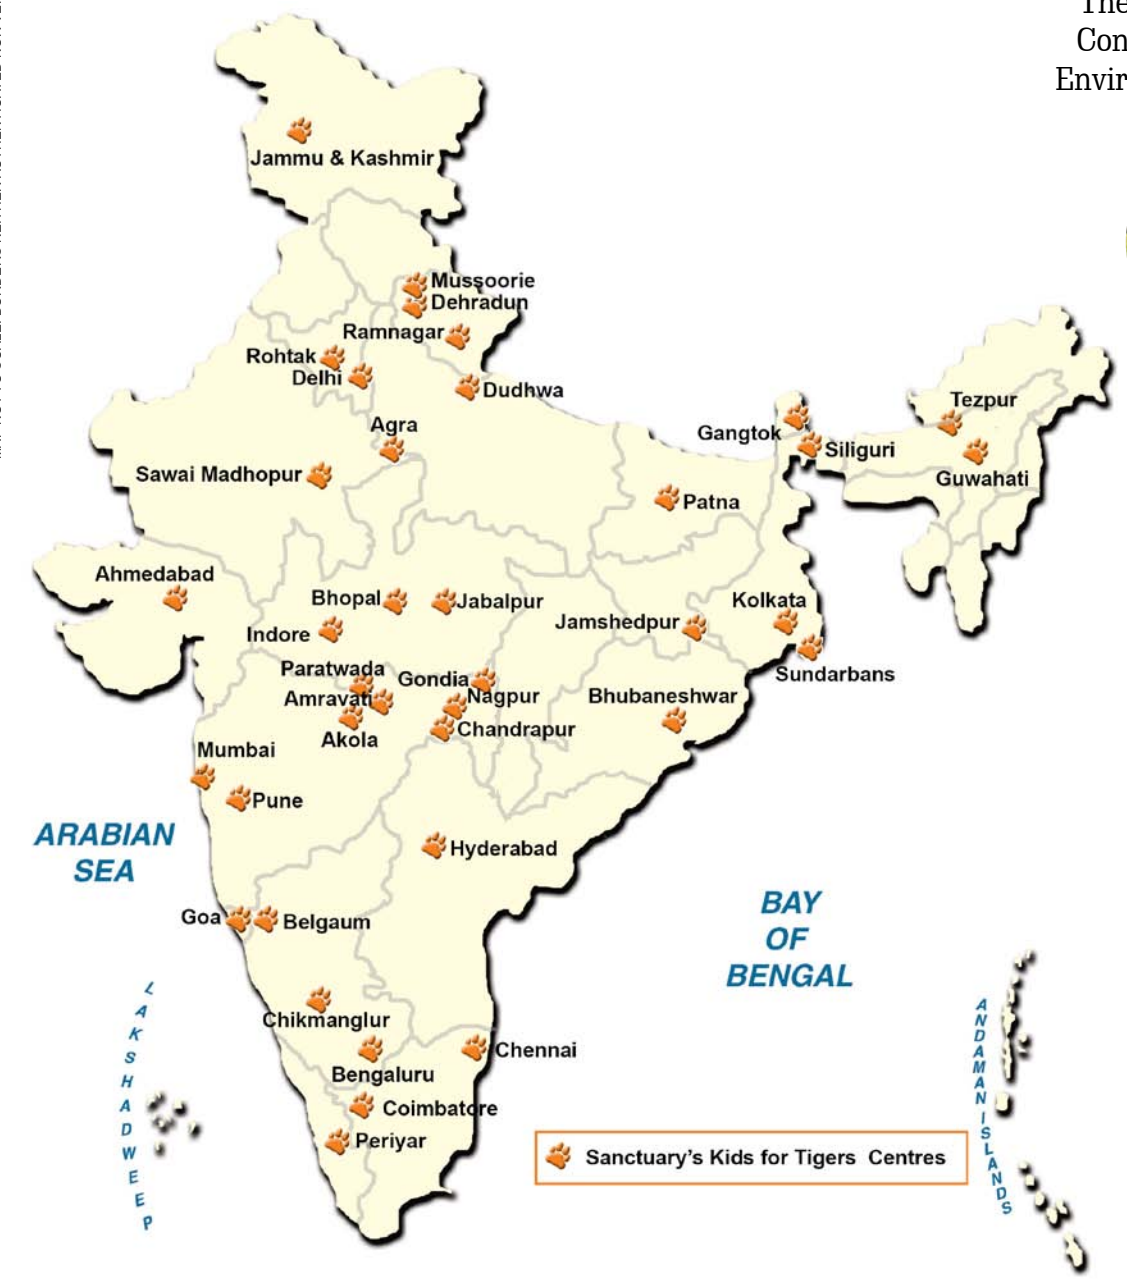 The
Con
Envir
Jammu & Kashmir
Mussoorie
Dehradun
Ramnagar
Rohtak
Delhi
Dudhwa
Agra
Sawai Madhopur
Gangtok
Siliguri
Tezpur
Guwahati
Patna
Ahmedabad
Bhopal
Jabalpur
Indore
Jamshedpur
Kolkata
Sundarbans
Paratwada
Gondia
Amravati
Nagpur
Akola
Chandrapur
Bhubaneshwar
Mumbai
Pune
ARABIAN
SEA
Hyderabad
BAY
OF
BENGAL
Goa
Belgaum
LAKSHADWEEP
ANDAMAN ISLANDS
Chikmanglur
Bengaluru
Chennai
Coimbatore
Periyar
Sanctuary's Kids for Tigers Centres